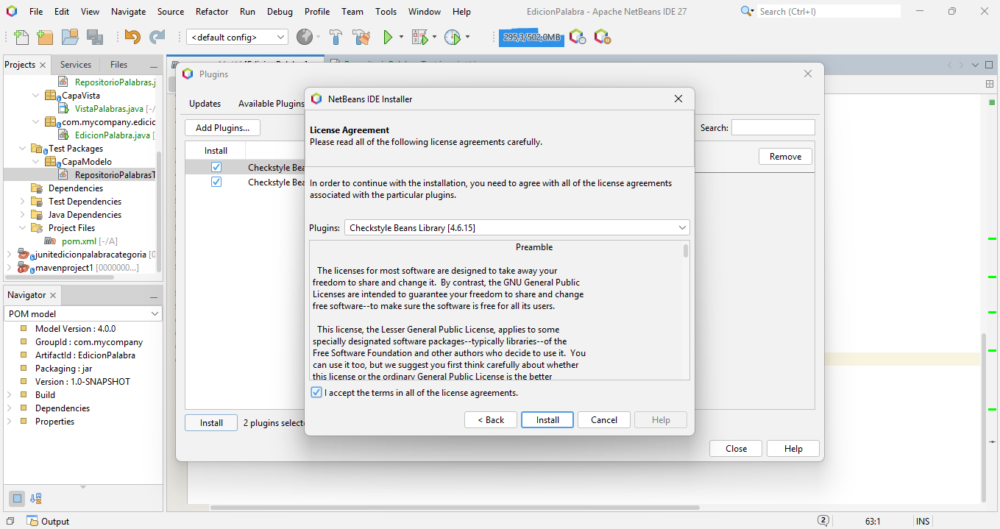 File Edit View Navigate Source Refactor Run Debug Profile Team Tools Window Help
EdicionPalabra - Apache NetBeans IDE 27
Search (Ctrl+I)
<default config>
295,3/502,0MB
Projects
Services
Files
RepositorioPalabras.j
CapaVista
VistaPalabras.java [-/
com.mycompany.edicic
EdicionPalabra.java [
Test Packages
CapaModelo
RepositorioPalabrasT
Dependencies
Test Dependencies
Java Dependencies
Project Files
pom.xml [-/A]
junitedicionpalabracategoria [0
mavenproject1 [0000000...]
Navigator
POM model
Model Version : 4.0.0
GroupId : com.mycompany
ArtifactId : EdicionPalabra
Packaging : jar
Version : 1.0-SNAPSHOT
Build
Dependencies
Properties
Plugins
Updates
Available Plugins
Add Plugins...
Search:
Install
Checkstyle Bea
Checkstyle Bea
Remove
Install
2 plugins selecte
Close
Help
NetBeans IDE Installer
License Agreement
Please read all of the following license agreements carefully.
In order to continue with the installation, you need to agree with all of the license agreements
associated with the particular plugins.
Plugins: Checkstyle Beans Library [4.6.15]
Preamble
The licenses for most software are designed to take away your
freedom to share and change it. By contrast, the GNU General Public
Licenses are intended to guarantee your freedom to share and change
free software--to make sure the software is free for all its users.
This license, the Lesser General Public License, applies to some
specially designated software packages--typically libraries--of the
Free Software Foundation and other authors who decide to use it. You
can use it too, but we suggest you first think carefully about whether
this license or the ordinary General Public License is the better
I accept the terms in all of the license agreements.
< Back
Install
Cancel
Help
Output
2
63:1
INS